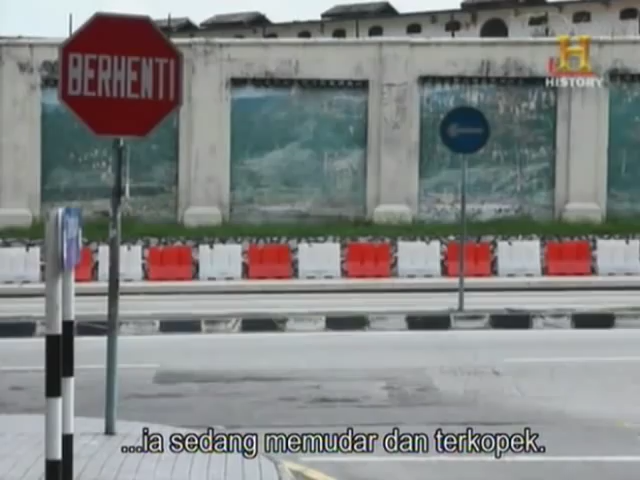 BERHENTI
H
HISTORY
...ia sedang memudar dan terkopek.